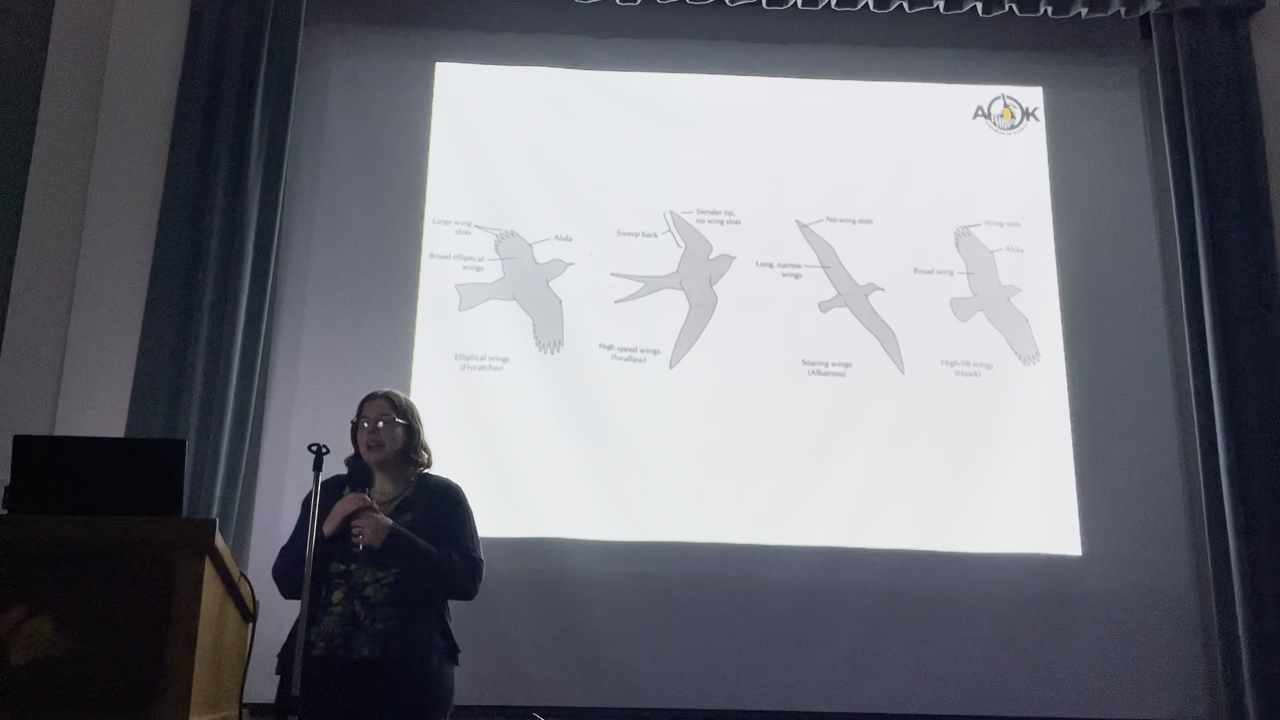 A K
Large wing
slots
Alula
Broad elliptical
wings
Elliptical wings
(Flycatcher)
Slender tip,
no wing slots
Sweep back
High speed wings
(Swallow)
No wing slots
Long, narrow
wings
Soaring wings
(Albatross)
Wing slots
Alula
Broad wing
High-lift wings
(Hawk)